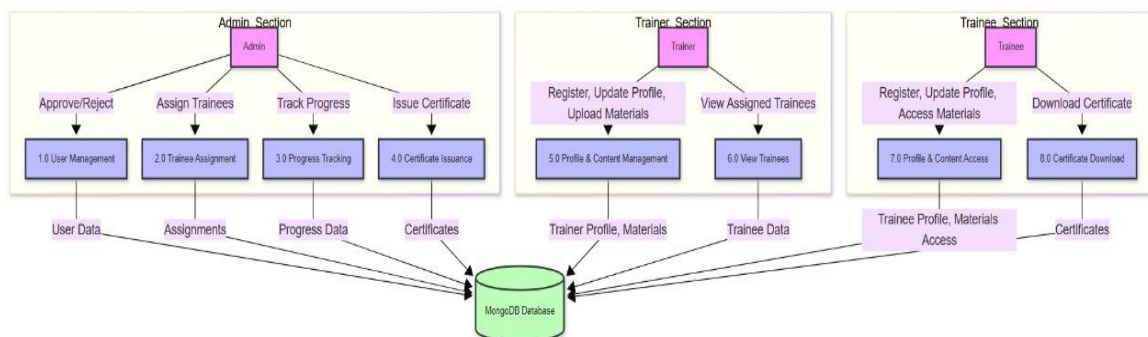 Admin_Section
Trainer_Section
Trainee_Section
Admin
Trainer
Trainee
Approve/Reject
Assign Trainees
Track Progress
Issue Certificate
Register, Update Profile,
Upload Materials
View Assigned Trainees
Register, Update Profile,
Access Materials
Download Certificate
1.0 User Management
2.0 Trainee Assignment
3.0 Progress Tracking
4.0 Certificate Issuance
5.0 Profile & Content Management
6.0 View Trainees
7.0 Profile & Content Access
8.0 Certificate Download
User Data
Assignments
Progress Data
Certificates
Trainer Profile, Materials
Trainee Data
Trainee Profile, Materials
Access
Certificates
MongoDB Database